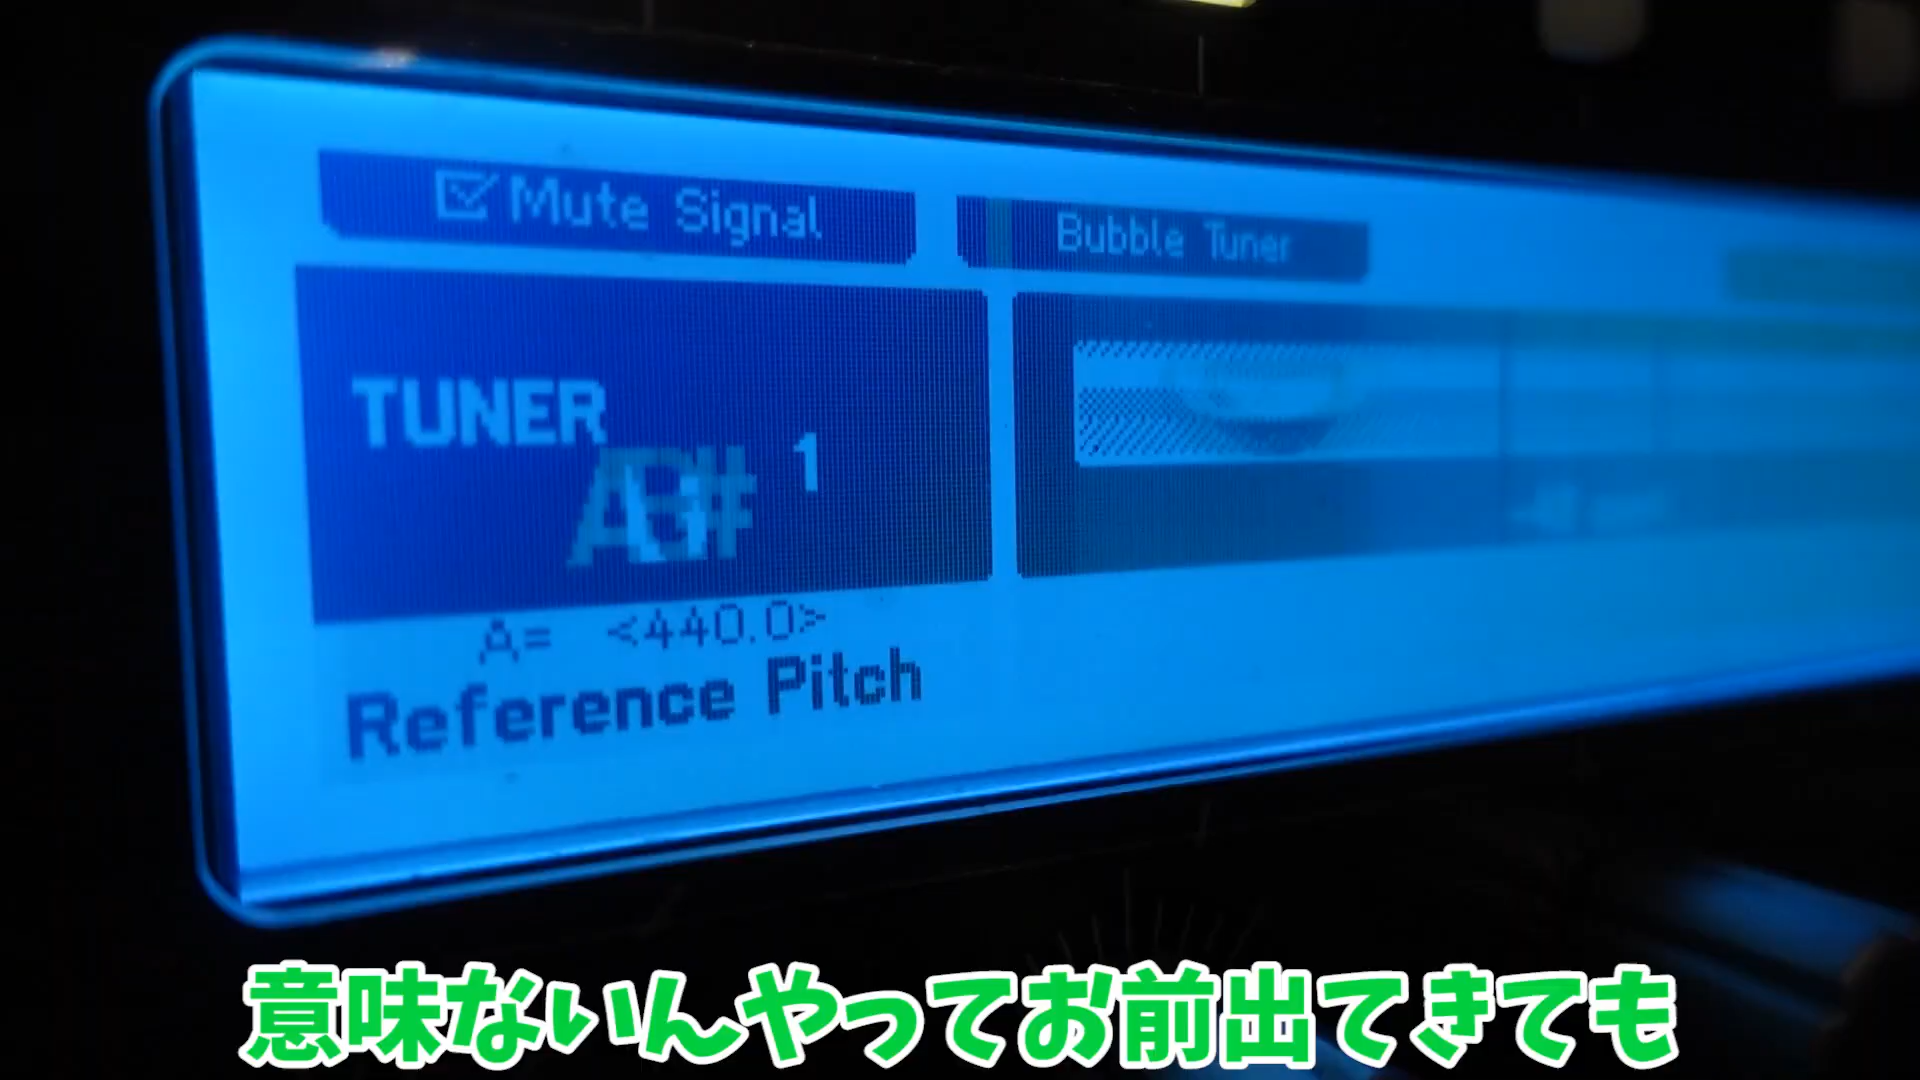 Mute Signal
Bubble Tuner
TUNER
1
A= <440.0>
Reference Pitch
意味ないんやってお前出てきても